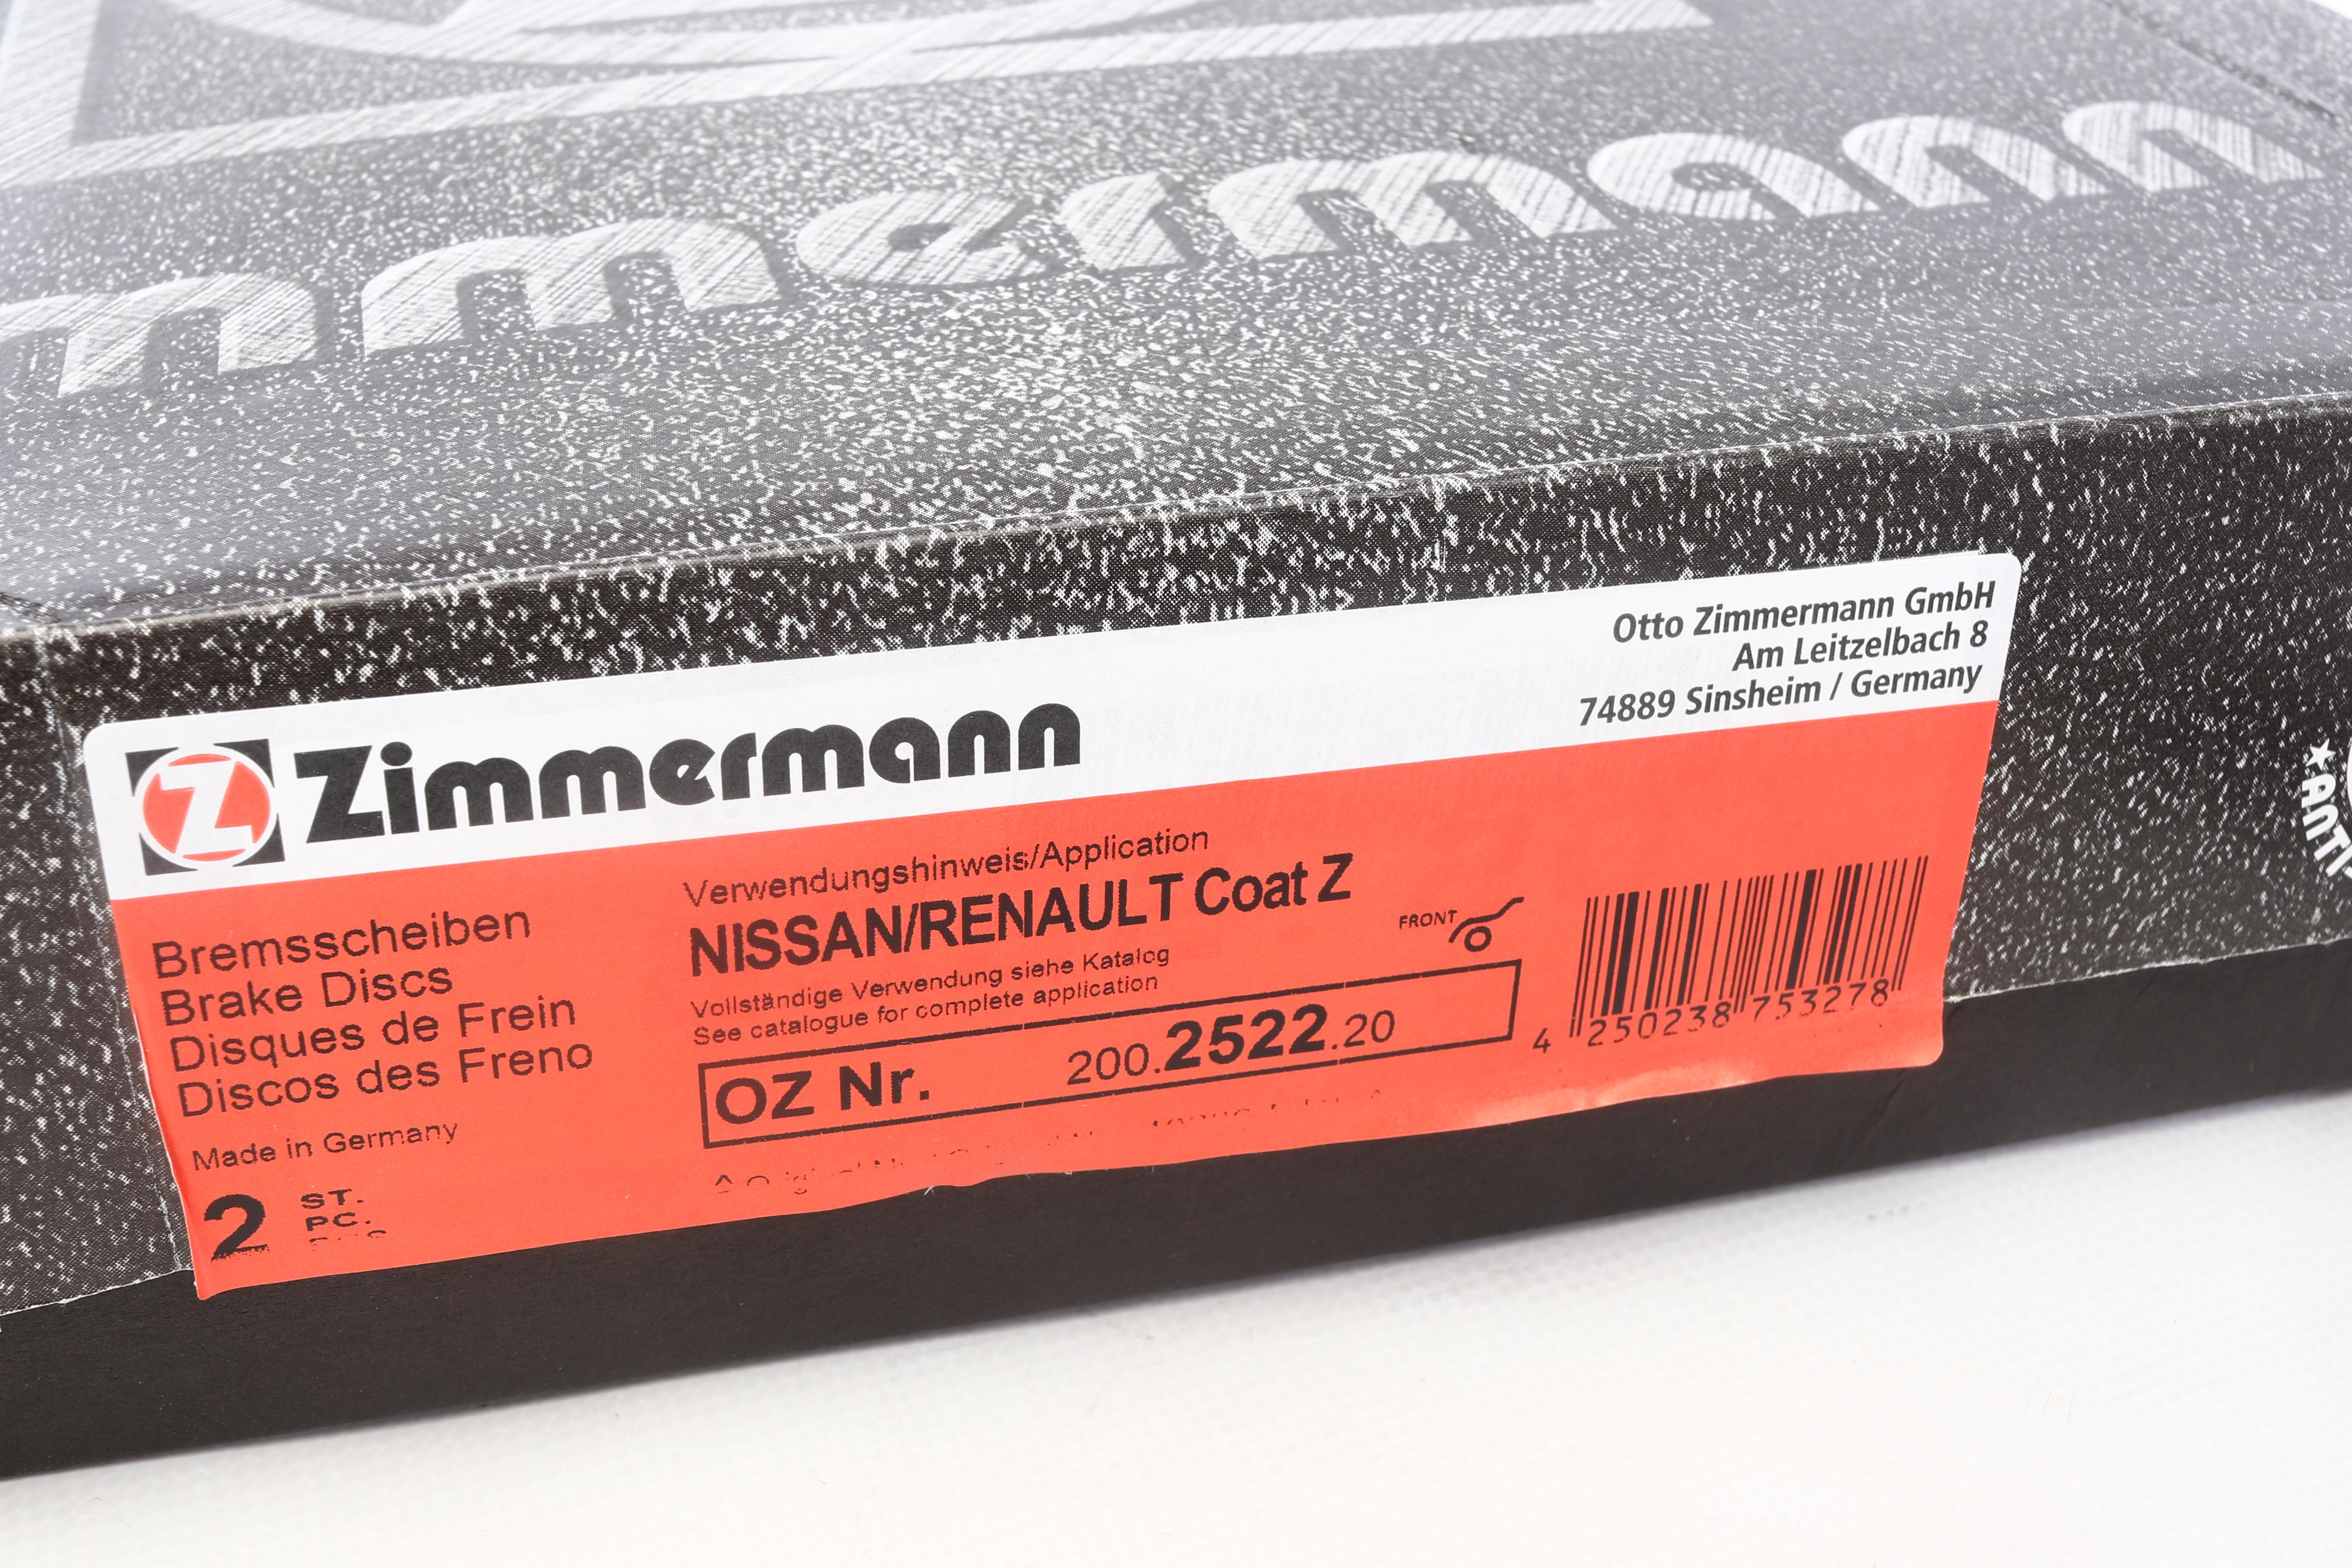 mmermann
Zimmermann
Otto Zimmermann GmbH
Am Leitzelbach 8
74889 Sinsheim / Germany
Bremsscheiben
Brake Discs
Disques de Frein
Discos des Freno
Made in Germany
2 ST.
PC.
Verwendungshinweis/Application
NISSAN/RENAULT Coat Z
Vollständige Verwendung siehe Katalog
See catalogue for complete application
FRONT
OZ Nr. 200.2522.20
4 250238 753278
ANTI